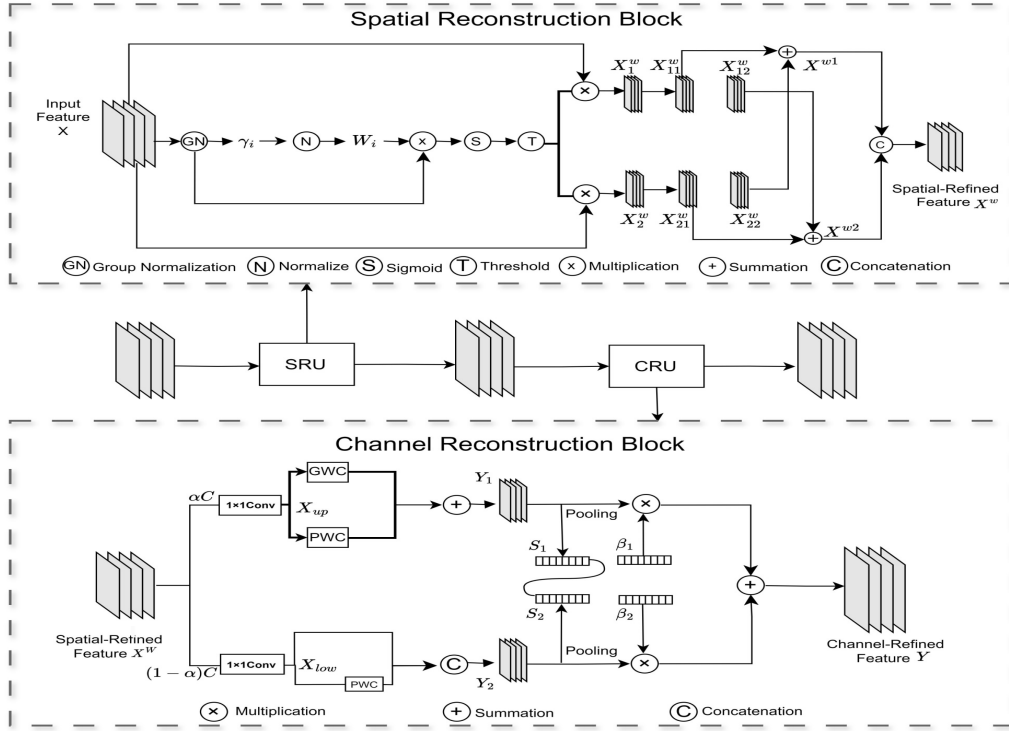 Spatial Reconstruction Block
Input
Feature
X
GN
γi
N
Wi
×
S
T
×
×
X₁ʷ X₁₁ʷ X₁₂ʷ
X₂ʷ X₂₁ʷ X₂₂ʷ
+
Xʷ¹
+
Xʷ²
C
Spatial-Refined
Feature Xʷ
GN Group Normalization N Normalize S Sigmoid T Threshold × Multiplication + Summation C Concatenation
SRU
CRU
Channel Reconstruction Block
αC
1×1Conv
GWC
X_up
PWC
+
Y₁
Pooling
×
S₁
β₁
S₂
β₂
Spatial-Refined
Feature X^W
(1 − α)C
1×1Conv
X_low
PWC
C
Y₂
Pooling
×
+
Channel-Refined
Feature Y
× Multiplication + Summation C Concatenation